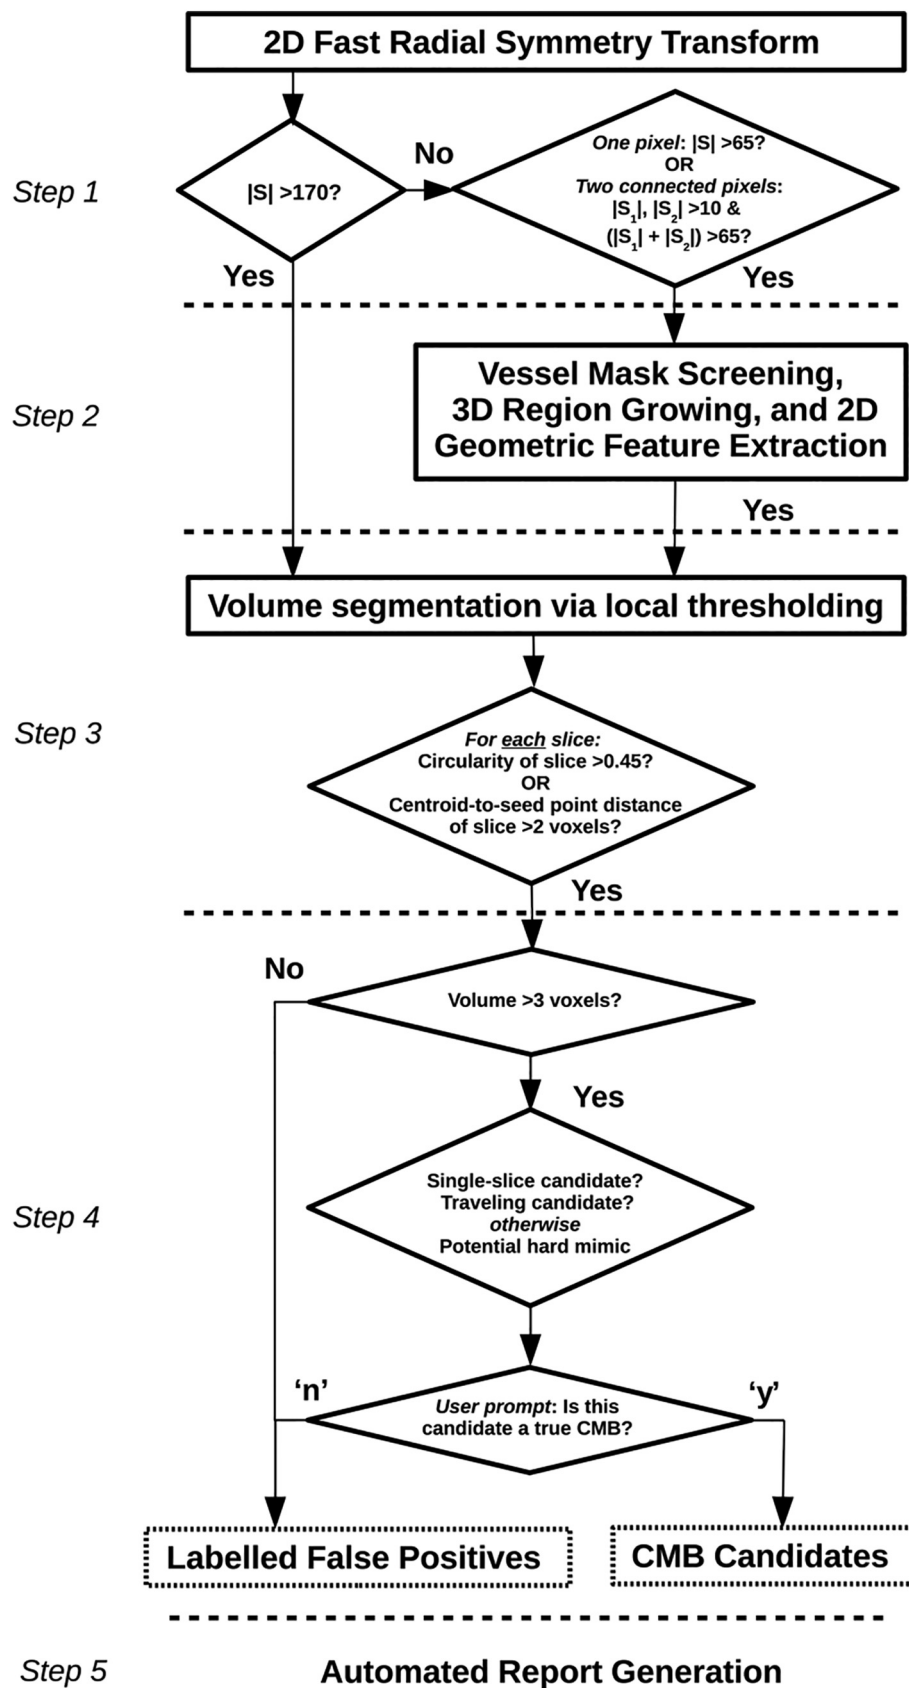 2D Fast Radial Symmetry Transform
Step 1
|S| >170?
No
One pixel: |S| >65?
OR
Two connected pixels:
|S1|, |S2| >10 &
(|S1| + |S2|) >65?
Yes
Yes
Step 2
Vessel Mask Screening,
3D Region Growing, and 2D
Geometric Feature Extraction
Yes
Volume segmentation via local thresholding
Step 3
For each slice:
Circularity of slice >0.45?
OR
Centroid-to-seed point distance
of slice >2 voxels?
Yes
No
Volume >3 voxels?
Yes
Step 4
Single-slice candidate?
Traveling candidate?
otherwise
Potential hard mimic
‘n’
User prompt: Is this
candidate a true CMB?
‘y’
Labelled False Positives
CMB Candidates
Step 5
Automated Report Generation